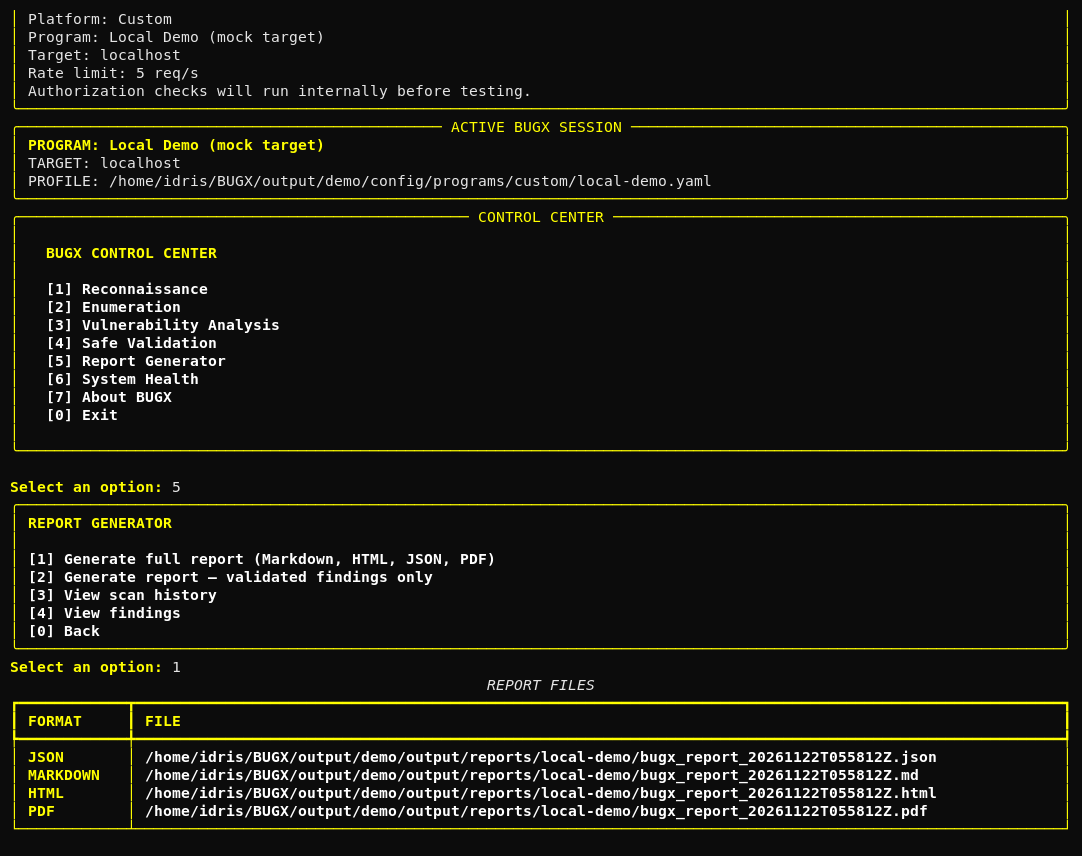 Platform: Custom
Program: Local Demo (mock target)
Target: localhost
Rate limit: 5 req/s
Authorization checks will run internally before testing.
ACTIVE BUGX SESSION
PROGRAM: Local Demo (mock target)
TARGET: localhost
PROFILE: /home/idris/BUGX/output/demo/config/programs/custom/local-demo.yaml
CONTROL CENTER
BUGX CONTROL CENTER
[1] Reconnaissance
[2] Enumeration
[3] Vulnerability Analysis
[4] Safe Validation
[5] Report Generator
[6] System Health
[7] About BUGX
[0] Exit
Select an option: 5
REPORT GENERATOR
[1] Generate full report (Markdown, HTML, JSON, PDF)
[2] Generate report — validated findings only
[3] View scan history
[4] View findings
[0] Back
Select an option: 1
REPORT FILES
FORMAT FILE
JSON /home/idris/BUGX/output/demo/output/reports/local-demo/bugx_report_20261122T055812Z.json
MARKDOWN /home/idris/BUGX/output/demo/output/reports/local-demo/bugx_report_20261122T055812Z.md
HTML /home/idris/BUGX/output/demo/output/reports/local-demo/bugx_report_20261122T055812Z.html
PDF /home/idris/BUGX/output/demo/output/reports/local-demo/bugx_report_20261122T055812Z.pdf